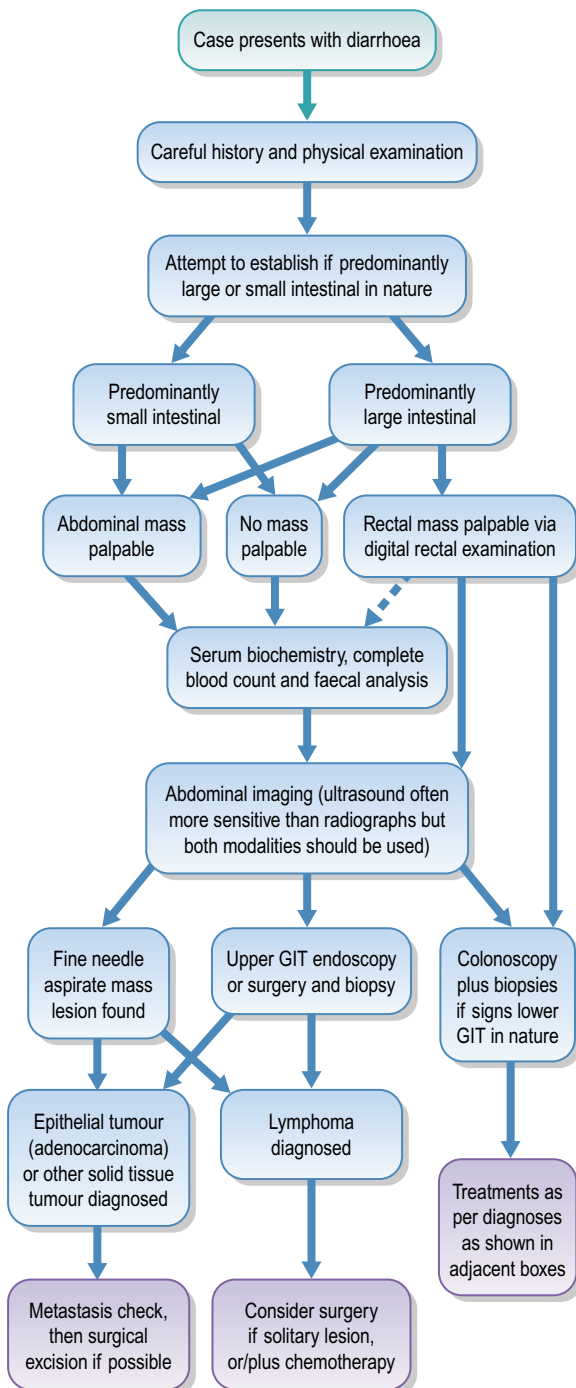 Case presents with diarrhoea
Careful history and physical examination
Attempt to establish if predominantly
large or small intestinal in nature
Predominantly
small intestinal
Predominantly
large intestinal
Abdominal mass
palpable
No mass
palpable
Rectal mass palpable via
digital rectal examination
Serum biochemistry, complete
blood count and faecal analysis
Abdominal imaging (ultrasound often
more sensitive than radiographs but
both modalities should be used)
Fine needle
aspirate mass
lesion found
Upper GIT endoscopy
or surgery and biopsy
Colonoscopy
plus biopsies
if signs lower
GIT in nature
Epithelial tumour
(adenocarcinoma)
or other solid tissue
tumour diagnosed
Lymphoma
diagnosed
Treatments as
per diagnoses
as shown in
adjacent boxes
Metastasis check,
then surgical
excision if possible
Consider surgery
if solitary lesion,
or/plus chemotherapy